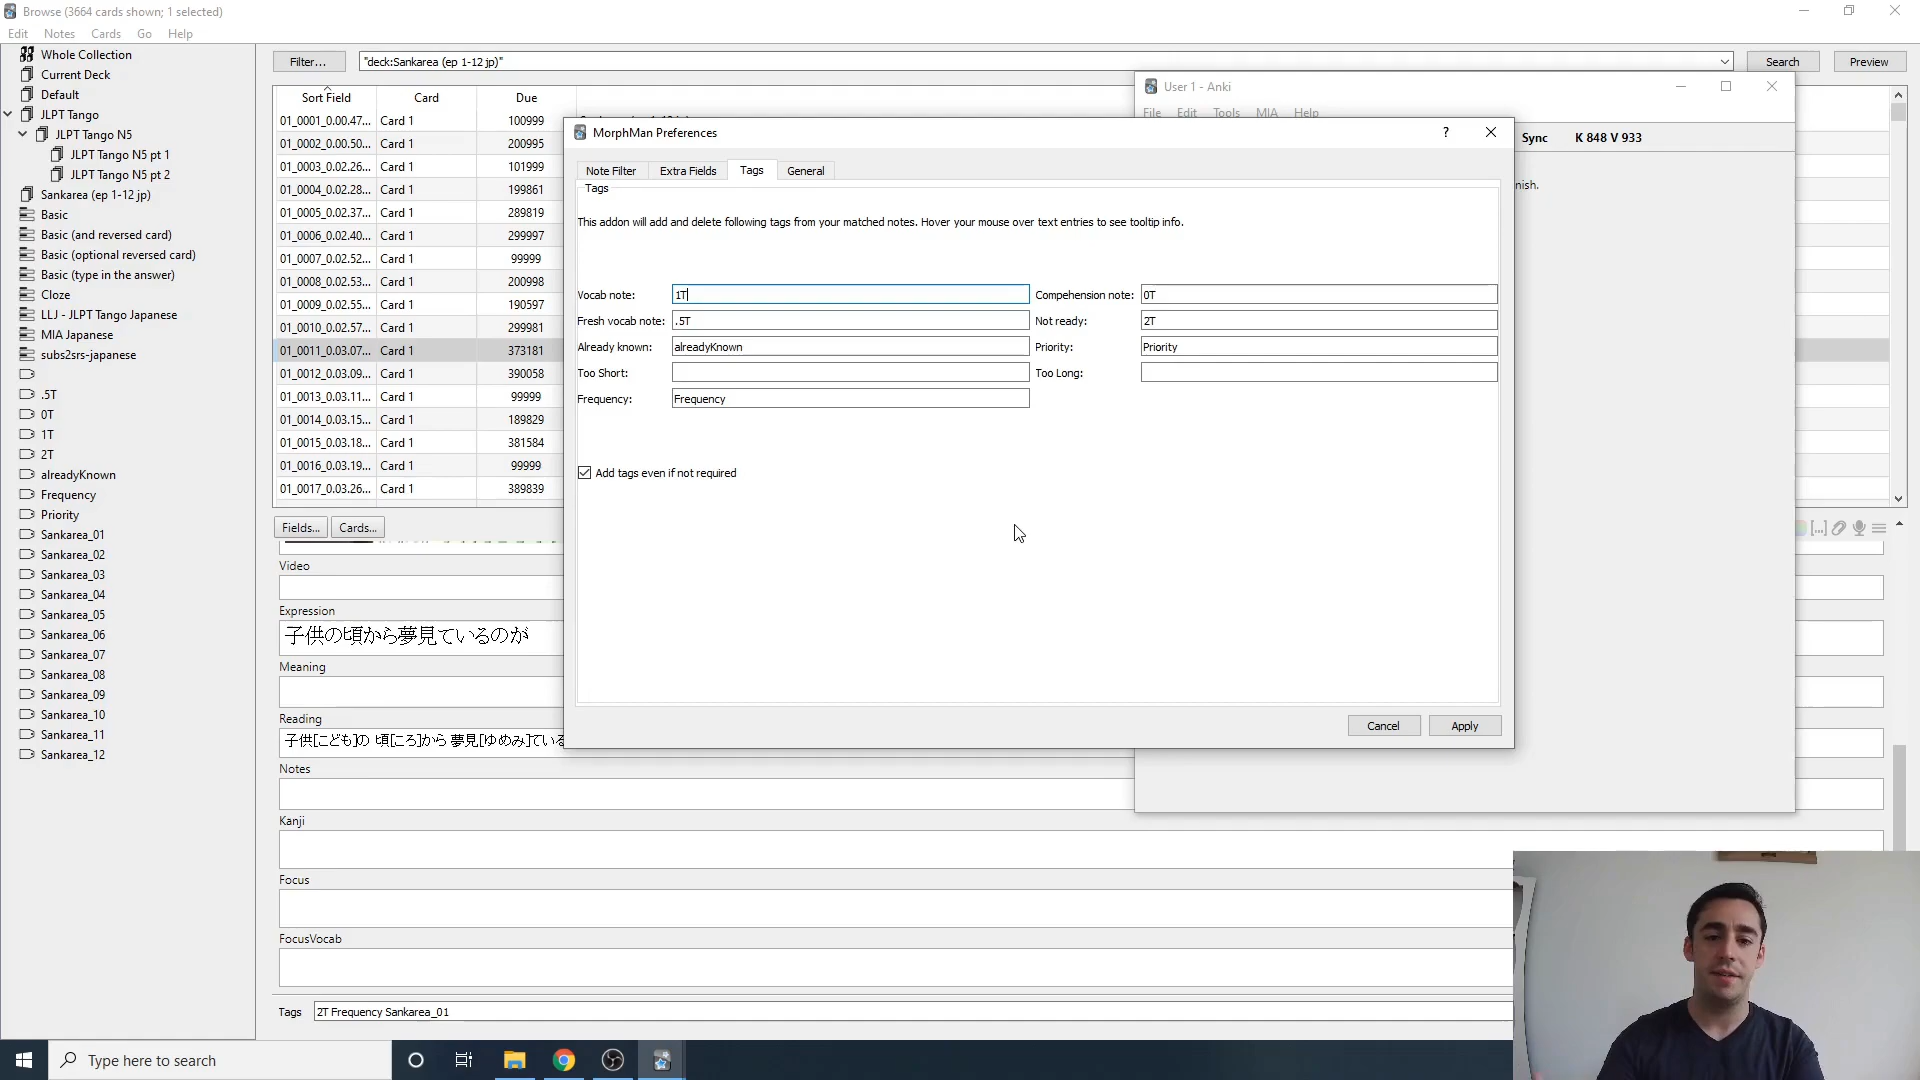 Browse (3664 cards shown; 1 selected)
Edit Notes Cards Go Help
Whole Collection
Current Deck
Default
JLPT Tango
JLPT Tango N5
JLPT Tango N5 pt 1
JLPT Tango N5 pt 2
Sankarea (ep 1-12 jp)
Basic
Basic (and reversed card)
Basic (optional reversed card)
Basic (type in the answer)
Cloze
LLJ - JLPT Tango Japanese
MIA Japanese
subs2srs-japanese
.5T
0T
1T
2T
alreadyKnown
Frequency
Priority
Sankarea_01
Sankarea_02
Sankarea_03
Sankarea_04
Sankarea_05
Sankarea_06
Sankarea_07
Sankarea_08
Sankarea_09
Sankarea_10
Sankarea_11
Sankarea_12
Filter... "deck:Sankarea (ep 1-12 jp)" Search Preview
Sort Field Card Due
01_0001_0.00.47... Card 1 100999
01_0002_0.00.50... Card 1 200995
01_0003_0.02.26... Card 1 101999
01_0004_0.02.28... Card 1 199861
01_0005_0.02.37... Card 1 289819
01_0006_0.02.40... Card 1 299997
01_0007_0.02.52... Card 1 99999
01_0008_0.02.53... Card 1 200998
01_0009_0.02.55... Card 1 190597
01_0010_0.02.57... Card 1 299981
01_0011_0.03.07... Card 1 373181
01_0012_0.03.09... Card 1 390058
01_0013_0.03.11... Card 1 99999
01_0014_0.03.15... Card 1 189829
01_0015_0.03.18... Card 1 381584
01_0016_0.03.19... Card 1 99999
01_0017_0.03.26... Card 1 389839
Fields... Cards...
Video
Expression
子供の頃から夢見ているのが
Meaning
Reading
子供[こども]の 頃[ころ]から 夢見[ゆめみ]ている
Notes
Kanji
Focus
FocusVocab
Tags 2T Frequency Sankarea_01
User 1 - Anki
File Edit Tools MIA Help
Sync K 848 V 933
nish.
MorphMan Preferences
?
Note Filter Extra Fields Tags General
Tags
This addon will add and delete following tags from your matched notes. Hover your mouse over text entries to see tooltip info.
Vocab note: 1T Compehension note: 0T
Fresh vocab note: .5T Not ready: 2T
Already known: alreadyKnown Priority: Priority
Too Short: Too Long:
Frequency: Frequency
Add tags even if not required
Cancel Apply
[...]
Type here to search